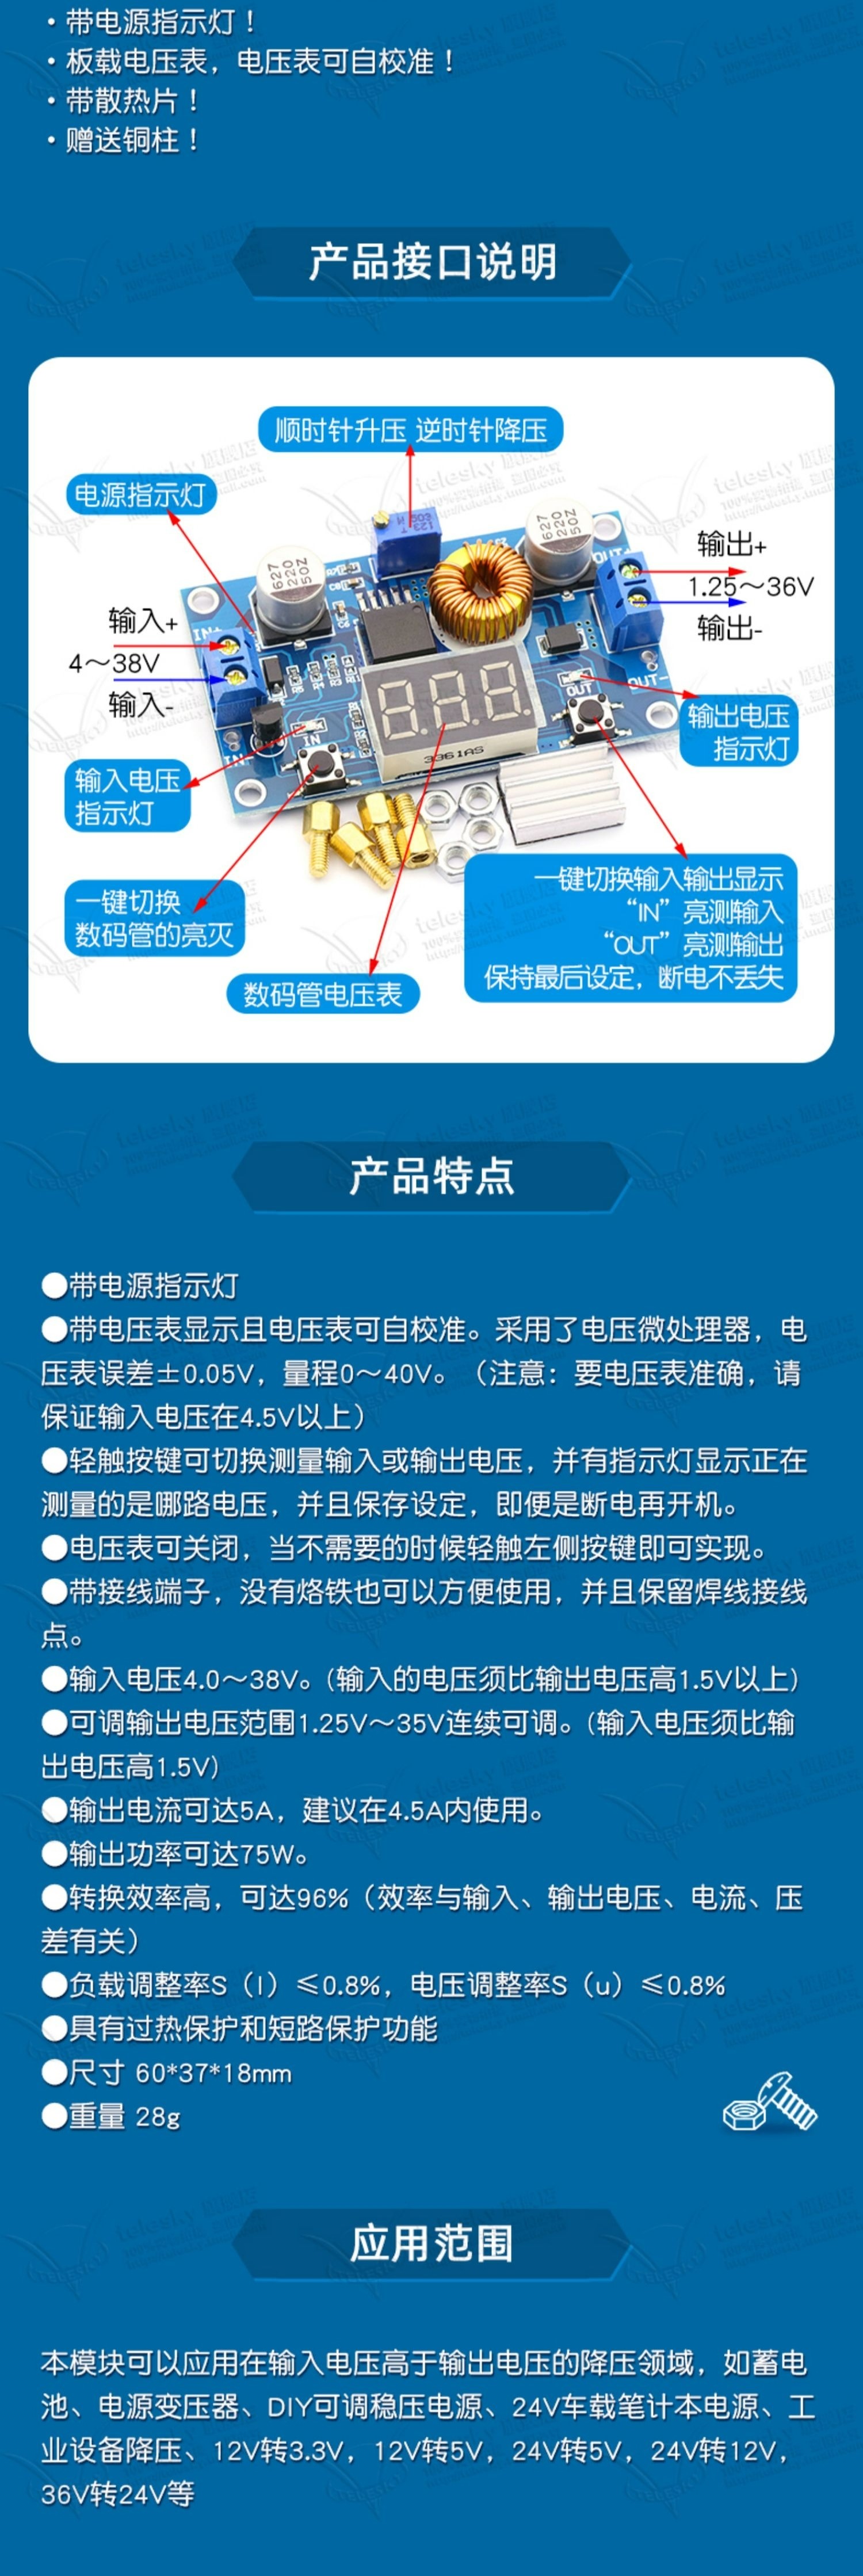 ·带电源指示灯！
·板载电压表，电压表可自校准！
·带散热片！
·赠送铜柱！
产品接口说明
顺时针升压 逆时针降压
电源指示灯
输出+
1.25～36V
输出-
输入+
4～38V
输入-
627
220
50Z
627
220
50Z
IN+
OUT+
OUT-
OUT
IN
3361AS
输出电压
指示灯
输入电压
指示灯
一键切换
数码管的亮灭
一键切换输入输出显示
“IN”亮测输入
“OUT”亮测输出
保持最后设定，断电不丢失
数码管电压表
产品特点
●带电源指示灯
●带电压表显示且电压表可自校准。采用了电压微处理器，电
压表误差±0.05V，量程0～40V。（注意：要电压表准确，请
保证输入电压在4.5V以上）
●轻触按键可切换测量输入或输出电压，并有指示灯显示正在
测量的是哪路电压，并且保存设定，即便是断电再开机。
●电压表可关闭，当不需要的时候轻触左侧按键即可实现。
●带接线端子，没有烙铁也可以方便使用，并且保留焊线接线
点。
●输入电压4.0～38V。(输入的电压须比输出电压高1.5V以上)
●可调输出电压范围1.25V～35V连续可调。(输入电压须比输
出电压高1.5V)
●输出电流可达5A，建议在4.5A内使用。
●输出功率可达75W。
●转换效率高，可达96%（效率与输入、输出电压、电流、压
差有关）
●负载调整率S（I）≤0.8%，电压调整率S（u）≤0.8%
●具有过热保护和短路保护功能
●尺寸 60*37*18mm
●重量 28g
应用范围
本模块可以应用在输入电压高于输出电压的降压领域，如蓄电
池、电源变压器、DIY可调稳压电源、24V车载笔计本电源、工
业设备降压、12V转3.3V，12V转5V，24V转5V，24V转12V，
36V转24V等
telesky 旗舰店
TELESKY